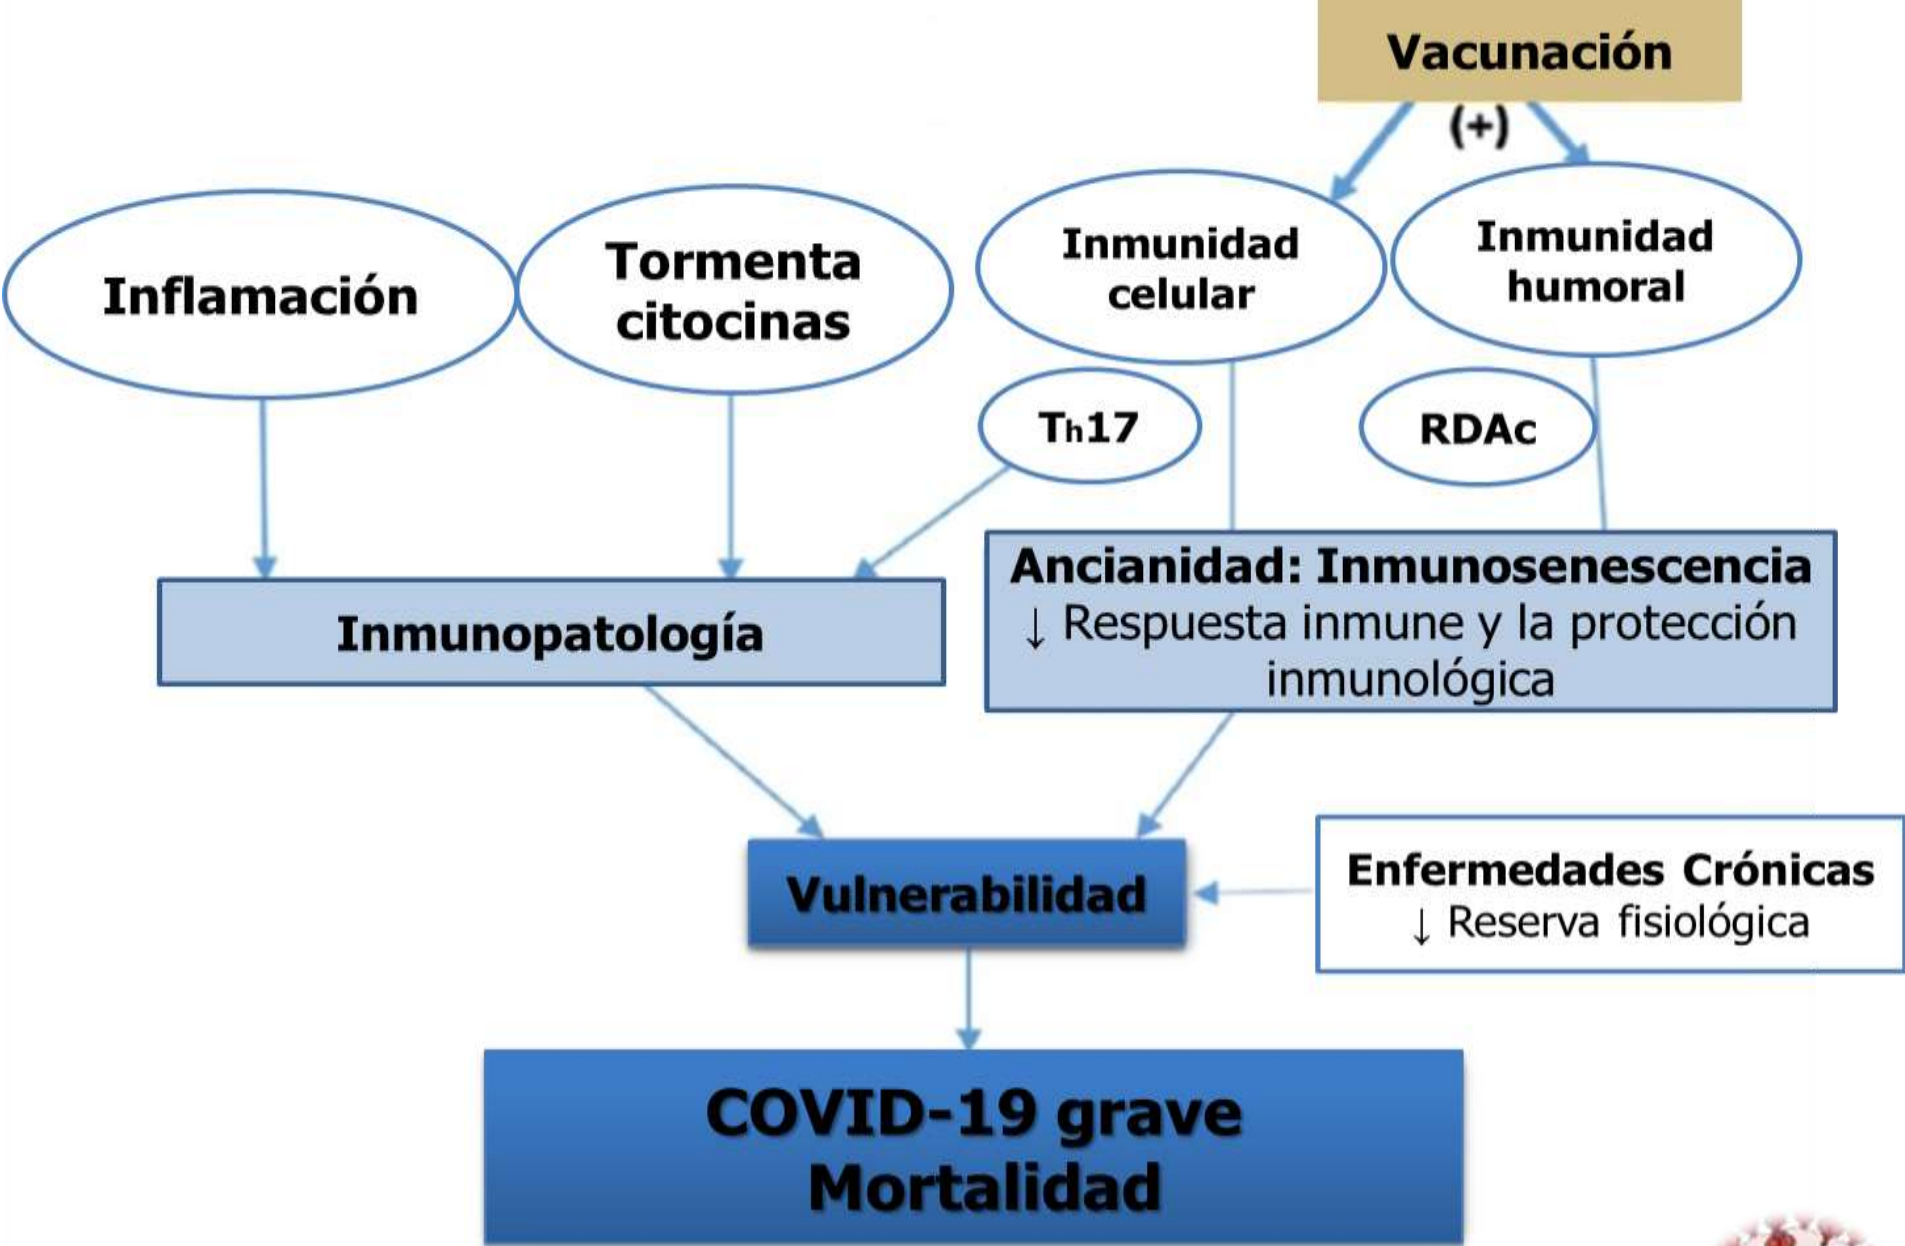 Vacunación
(+)
Inflamación
Tormenta
citocinas
Inmunidad
celular
Inmunidad
humoral
Th17
RDAc
Inmunopatología
Ancianidad: Inmunosenescencia
↓ Respuesta inmune y la protección
inmunológica
Vulnerabilidad
Enfermedades Crónicas
↓ Reserva fisiológica
COVID-19 grave
Mortalidad